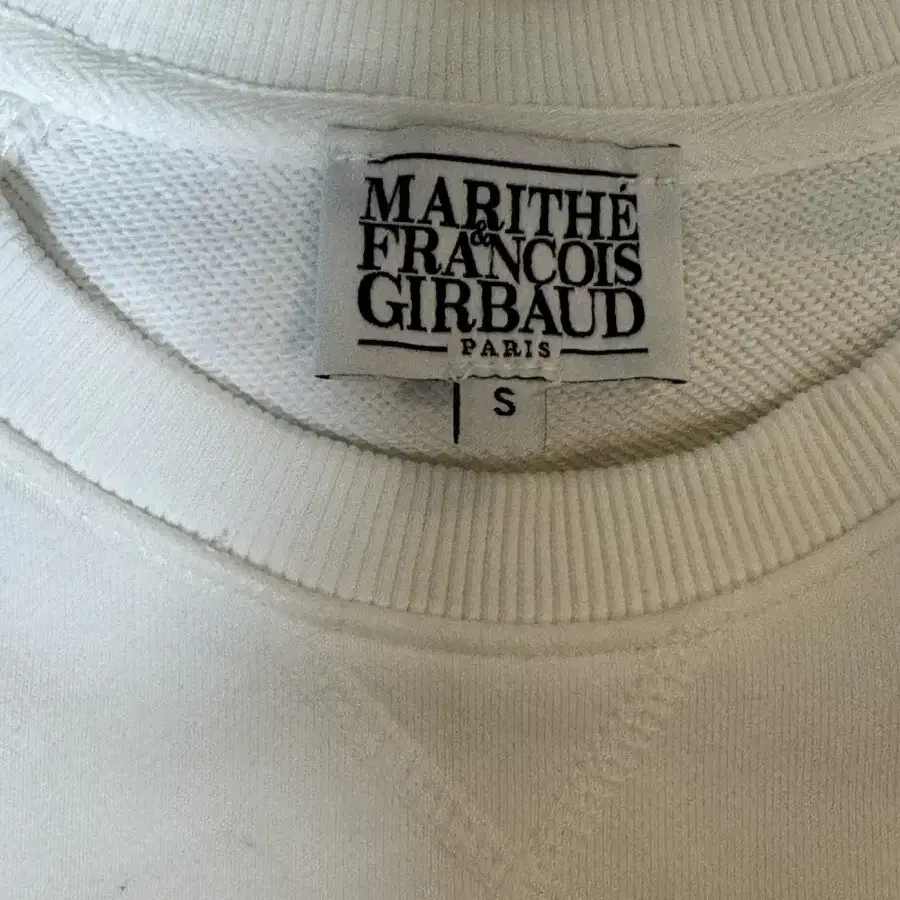 MARITHÉ
&
FRANÇOIS
GIRBAUD
PARIS
S